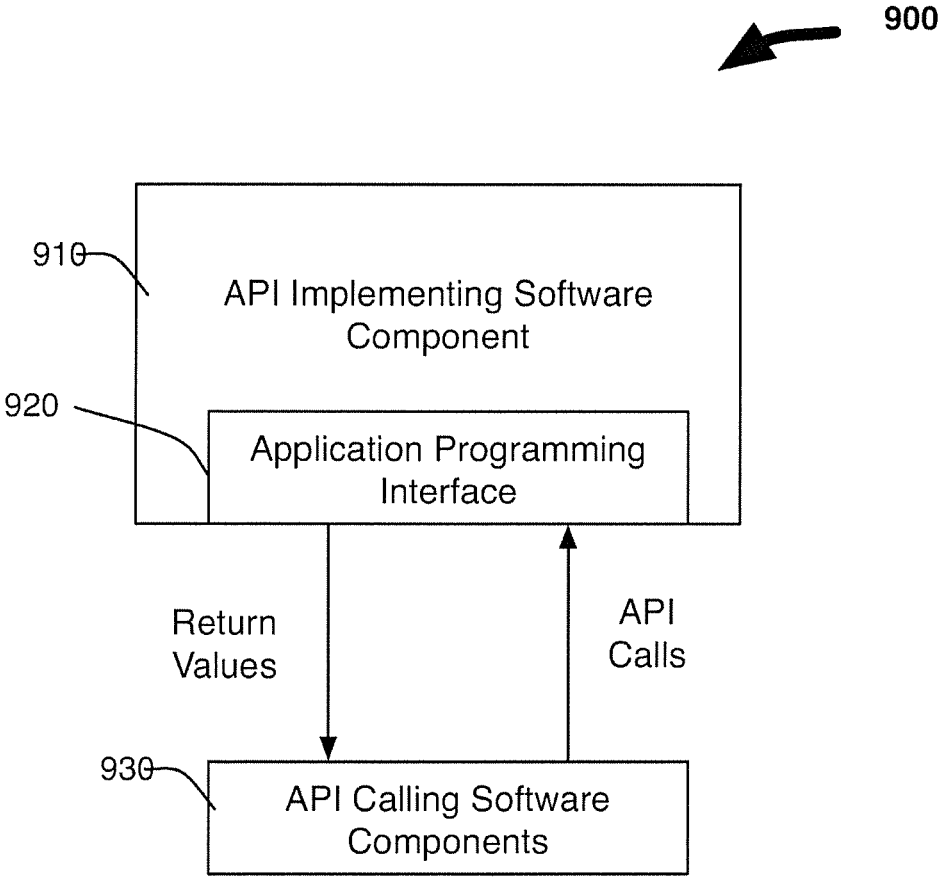 900
910
API Implementing Software
Component
920
Application Programming
Interface
Return
Values
API
Calls
930
API Calling Software
Components